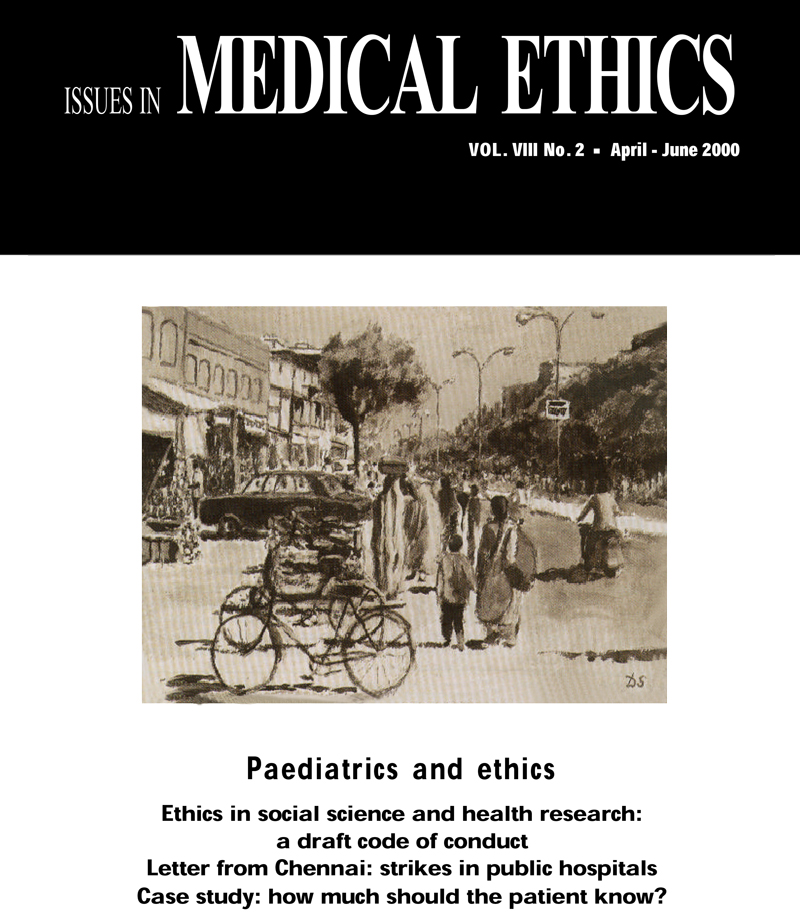 ISSUES IN MEDICAL ETHICS
VOL. VIII No. 2 ▪ April - June 2000
DS
Paediatrics and ethics
Ethics in social science and health research:
a draft code of conduct
Letter from Chennai: strikes in public hospitals
Case study: how much should the patient know?